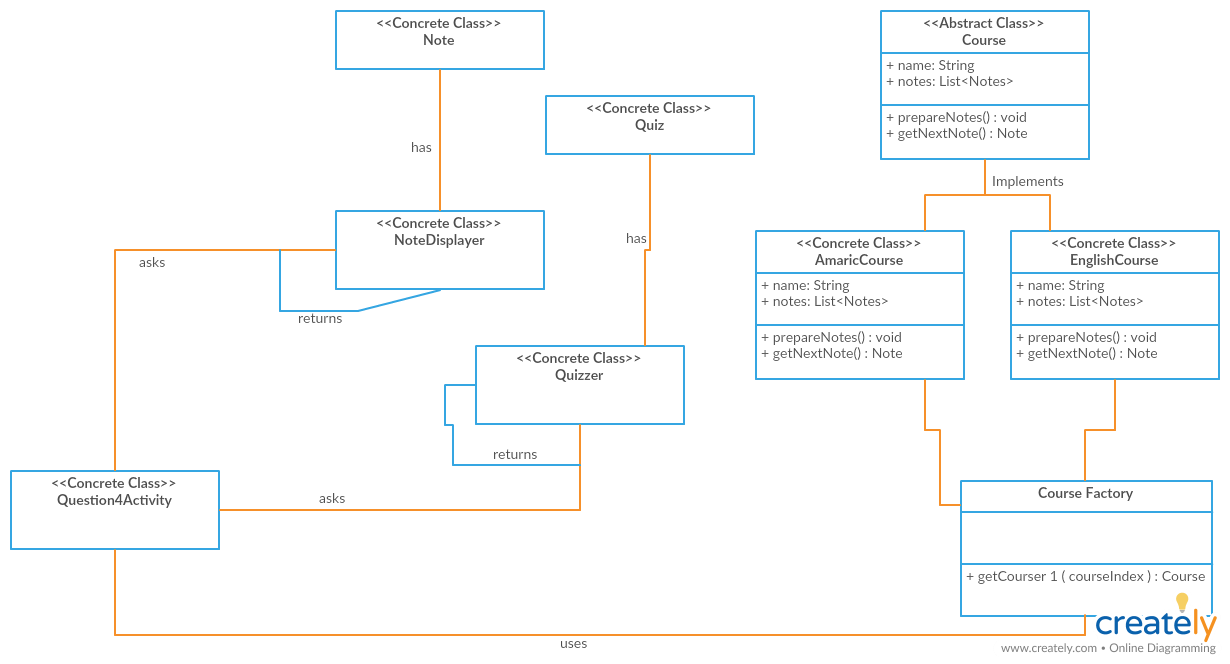 <<Concrete Class>>
Note
<<Abstract Class>>
Course
+ name: String
+ notes: List<Notes>
+ prepareNotes() : void
+ getNextNote() : Note
<<Concrete Class>>
Quiz
has
Implements
<<Concrete Class>>
NoteDisplayer
has
<<Concrete Class>>
AmaricCourse
+ name: String
+ notes: List<Notes>
+ prepareNotes() : void
+ getNextNote() : Note
<<Concrete Class>>
EnglishCourse
+ name: String
+ notes: List<Notes>
+ prepareNotes() : void
+ getNextNote() : Note
asks
returns
<<Concrete Class>>
Quizzer
returns
<<Concrete Class>>
Question4Activity
asks
Course Factory
+ getCourser 1 ( courseIndex ) : Course
uses
creately
www.creately.com • Online Diagramming